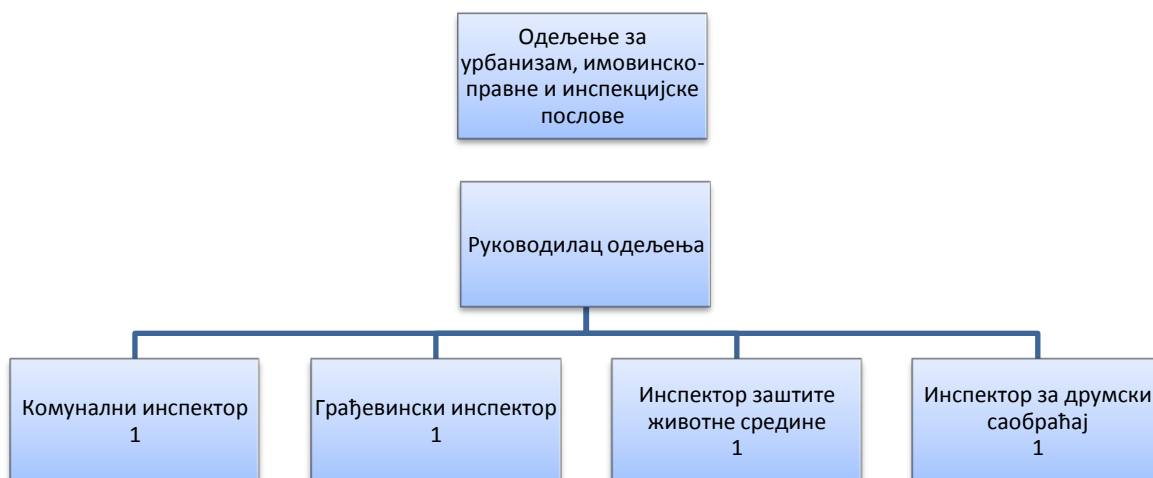 Одељење за
урбанизам, имовинско-
правне и инспекцијске
послове
Руководилац одељења
Комунални инспектор
1
Грађевински инспектор
1
Инспектор заштите
животне средине
1
Инспектор за друмски
саобраћај
1